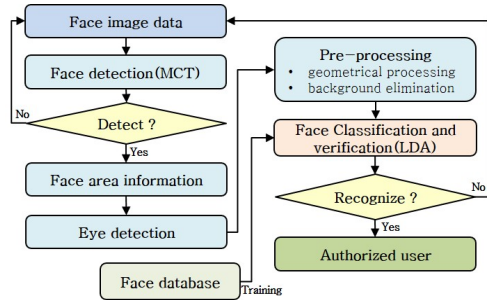 Face image data
Face detection(MCT)
No
Detect ?
Yes
Face area information
Eye detection
Face database
Training
Pre-processing
• geometrical processing
• background elimination
Face Classification and
verification(LDA)
No
Recognize ?
Yes
Authorized user